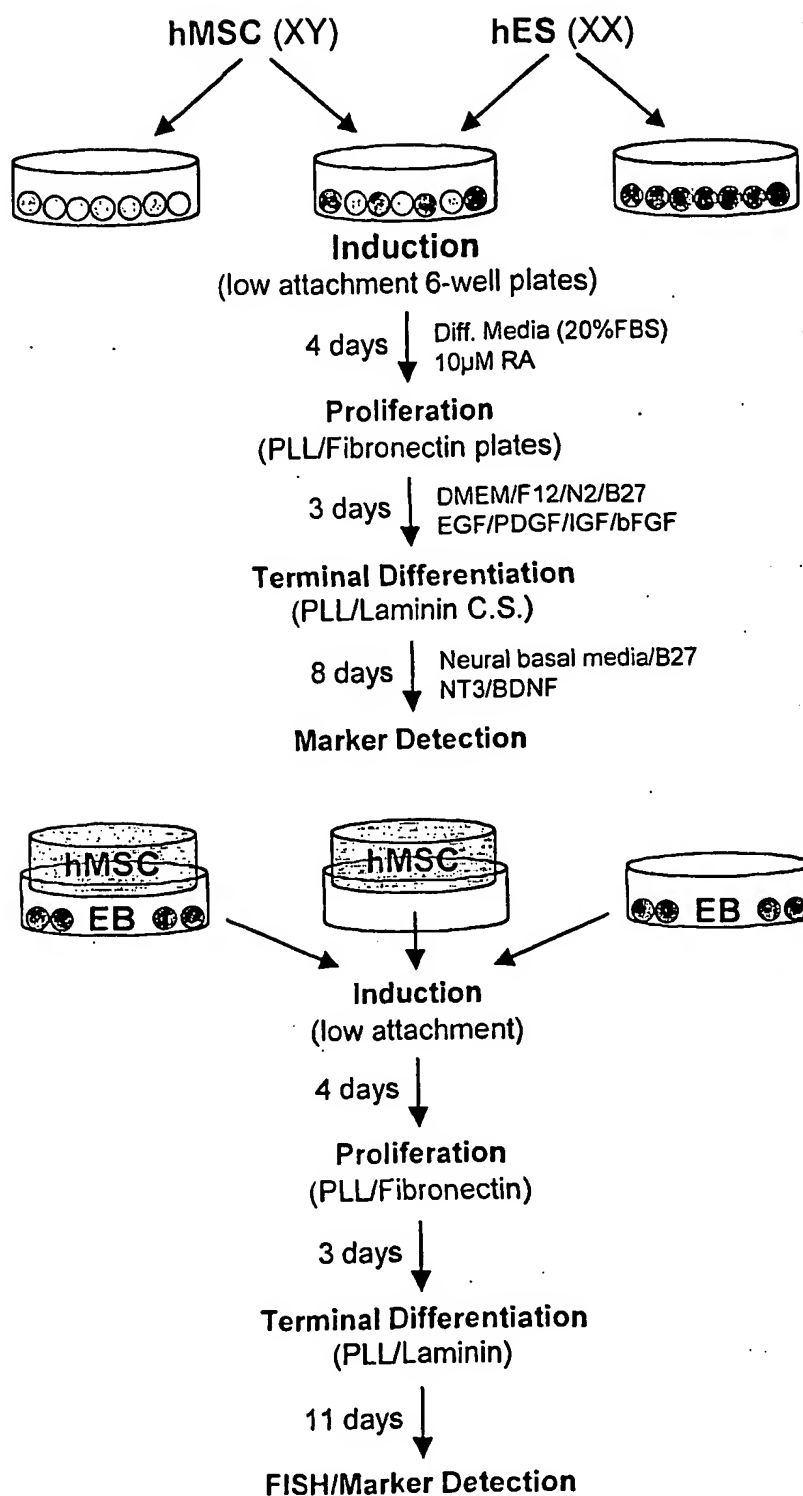 hMSC (XY) hES (XX)
Induction
(low attachment 6-well plates)
4 days Diff. Media (20%FBS)
10µM RA
Proliferation
(PLL/Fibronectin plates)
3 days DMEM/F12/N2/B27
EGF/PDGF/IGF/bFGF
Terminal Differentiation
(PLL/Laminin C.S.)
8 days Neural basal media/B27
NT3/BDNF
Marker Detection
hMSC hMSC
EB EB
Induction
(low attachment)
4 days
Proliferation
(PLL/Fibronectin)
3 days
Terminal Differentiation
(PLL/Laminin)
11 days
FISH/Marker Detection